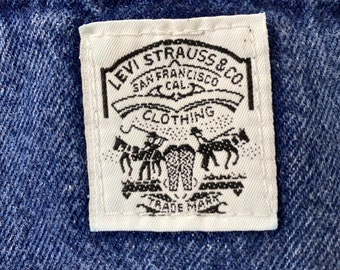 LEVI STRAUSS & CO.
SAN FRANCISCO
CAL.
CLOTHING
TRADE MARK